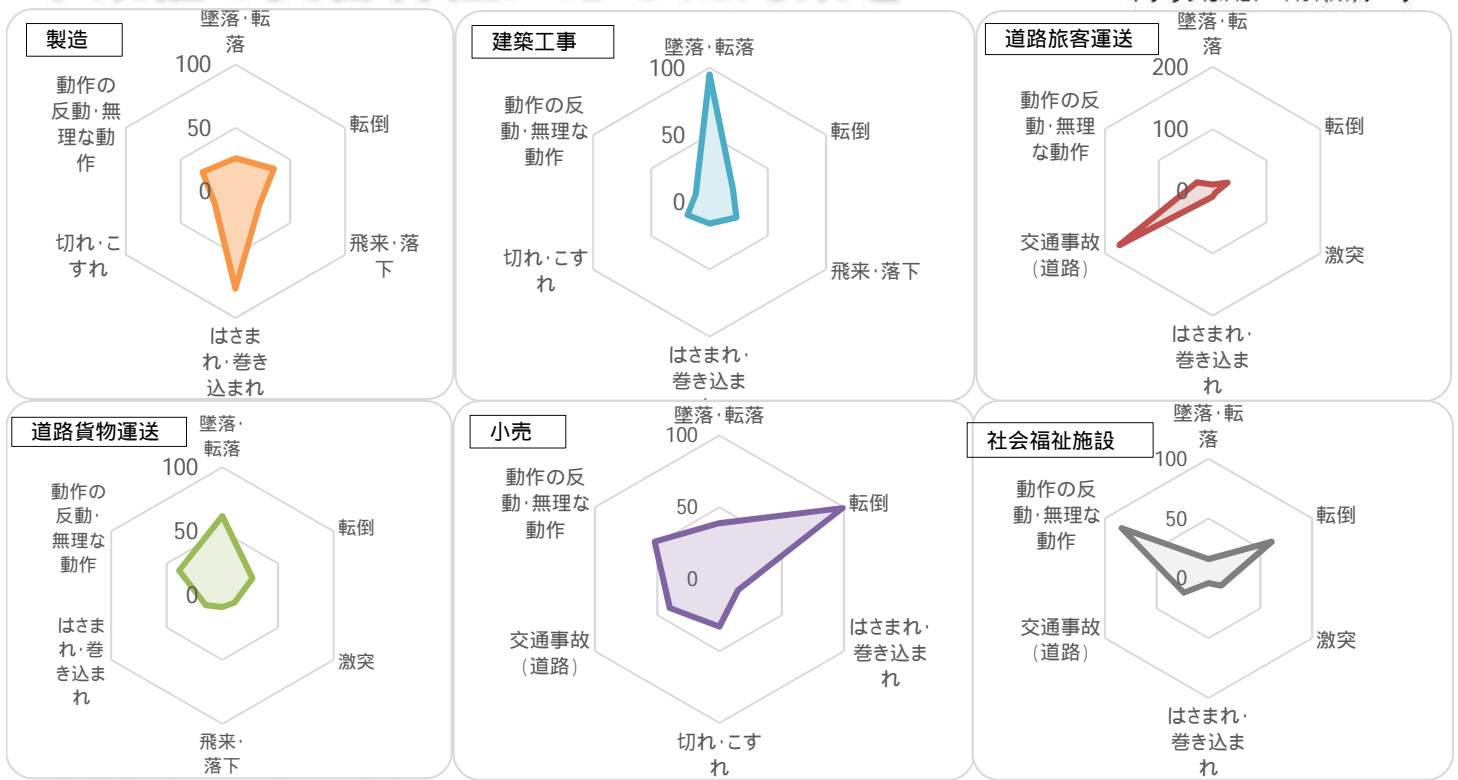 製造
墜落·転
落
100
50
0
転倒
飛来·落
下
はさま
れ·巻き
込まれ
切れ·こ
すれ
動作の
反動·無
理な動
作
建築工事
墜落·転落
100
50
0
転倒
飛来·落下
はさまれ·
巻き込ま
切れ·こす
れ
動作の反
動·無理な
動作
道路旅客運送
墜落·転
落
200
100
0
転倒
激突
はさまれ·
巻き込ま
れ
交通事故
(道路)
動作の反
動·無理
な動作
道路貨物運送
墜落·
転落
100
50
0
転倒
激突
飛来·
落下
はさま
れ·巻
き込ま
れ
動作の
反動·
無理な
動作
小売
墜落·転落
100
50
0
転倒
はさまれ·
巻き込ま
れ
切れ·こす
れ
交通事故
(道路)
動作の反
動·無理な
動作
社会福祉施設
墜落·転
落
100
50
0
転倒
激突
はさまれ·
巻き込ま
れ
交通事故
(道路)
動作の反
動·無理な
動作